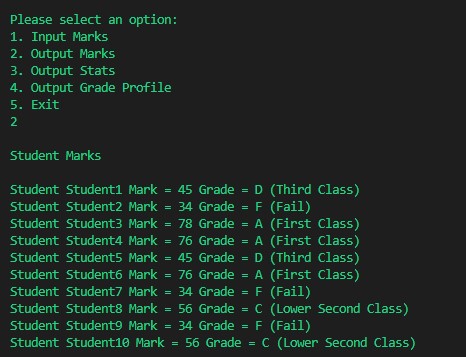 Please select an option:
1. Input Marks
2. Output Marks
3. Output Stats
4. Output Grade Profile
5. Exit
2
Student Marks
Student Student1 Mark = 45 Grade = D (Third Class)
Student Student2 Mark = 34 Grade = F (Fail)
Student Student3 Mark = 78 Grade = A (First Class)
Student Student4 Mark = 76 Grade = A (First Class)
Student Student5 Mark = 45 Grade = D (Third Class)
Student Student6 Mark = 76 Grade = A (First Class)
Student Student7 Mark = 34 Grade = F (Fail)
Student Student8 Mark = 56 Grade = C (Lower Second Class)
Student Student9 Mark = 34 Grade = F (Fail)
Student Student10 Mark = 56 Grade = C (Lower Second Class)